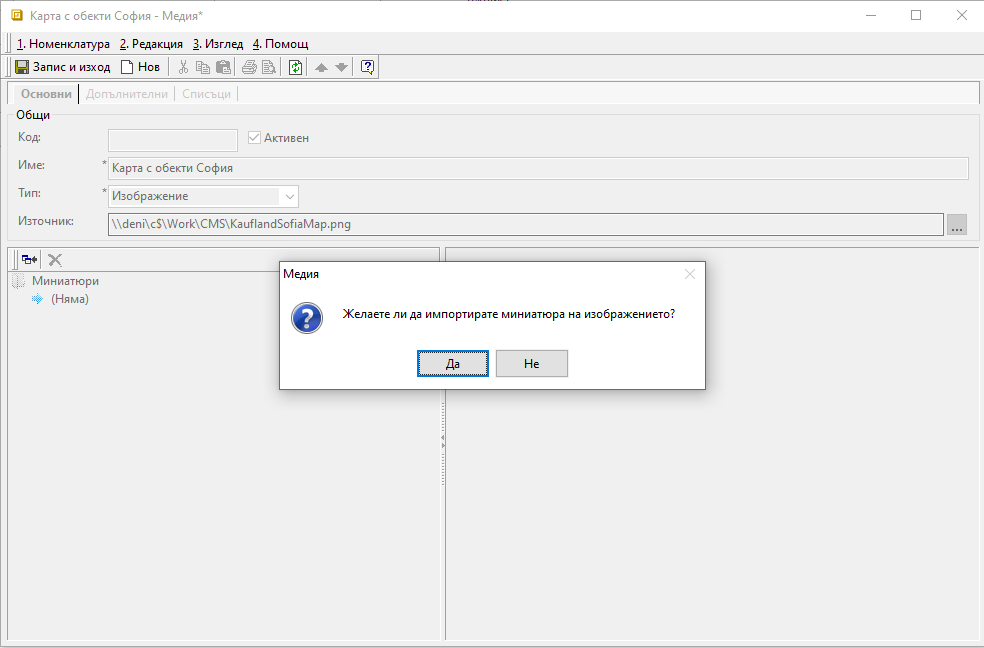 Карта с обекти София - Медия*
1. Номенклатура 2. Редакция 3. Изглед 4. Помощ
Запис и изход Нов
Основни Допълнителни Списъци
Общи
Код:
Активен
Име: * Карта с обекти София
Тип: * Изображение
Източник: \\deni\c$\Work\CMS\KauflandSofiaMap.png ...
Миниатюри
(Няма)
Медия
Желаете ли да импортирате миниатюра на изображението?
Да Не